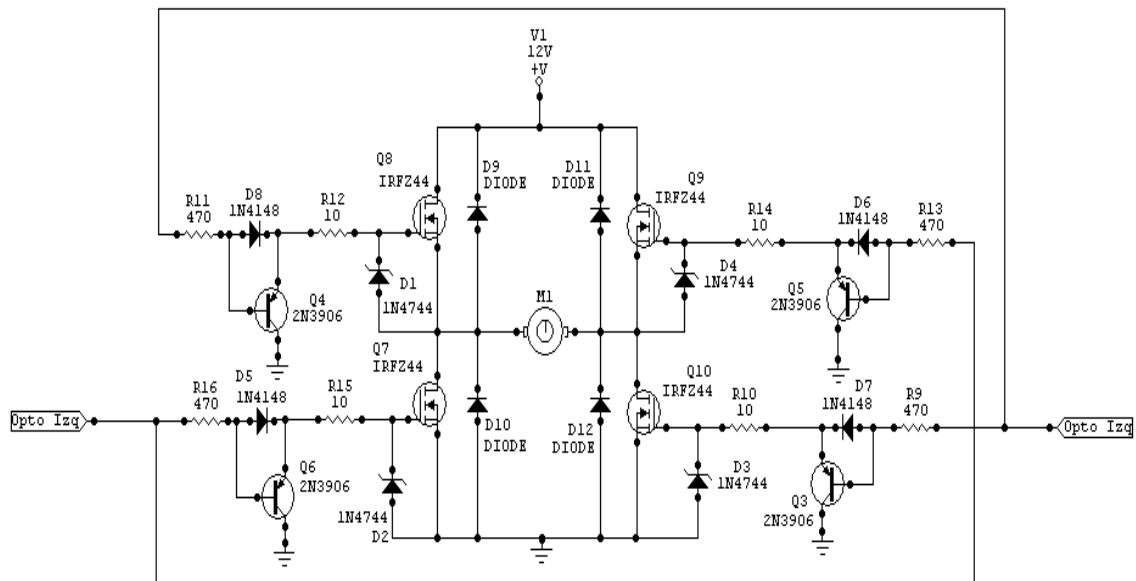 V1
12V
+V
Q8
IRFZ44
D9
DIODE
D11
DIODE
Q9
IRFZ44
R11
470
D8
1N4148
R12
10
R14
10
D6
1N4148
R13
470
D1
1N4744
D4
1N4744
Q4
2N3906
M1
Q5
2N3906
Q7
IRFZ44
Q10
IRFZ44
R16
470
D5
1N4148
R15
10
R10
10
D7
1N4148
R9
470
Opto Izq
D10
DIODE
D12
DIODE
Opto Izq
Q6
2N3906
1N4744
D2
D3
1N4744
Q3
2N3906